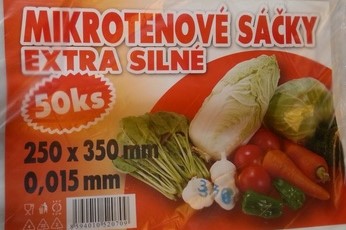 MIKROTENOVÉ SÁČKY
EXTRA SILNÉ
50ks
250 x 350 mm
0,015 mm